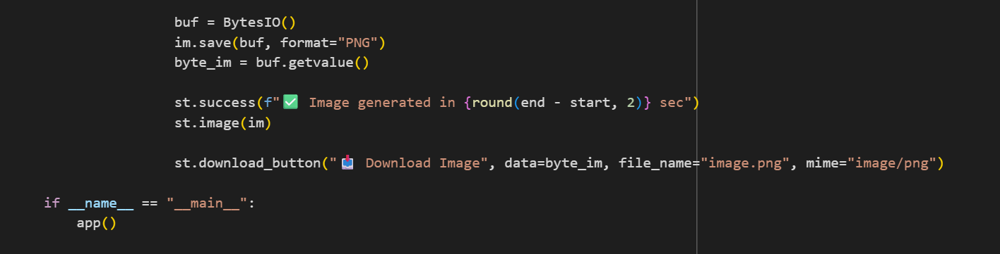 buf = BytesIO()
im.save(buf, format="PNG")
byte_im = buf.getvalue()
st.success(f"✅ Image generated in {round(end - start, 2)} sec")
st.image(im)
st.download_button("📥 Download Image", data=byte_im, file_name="image.png", mime="image/png")
if __name__ == "__main__":
app()